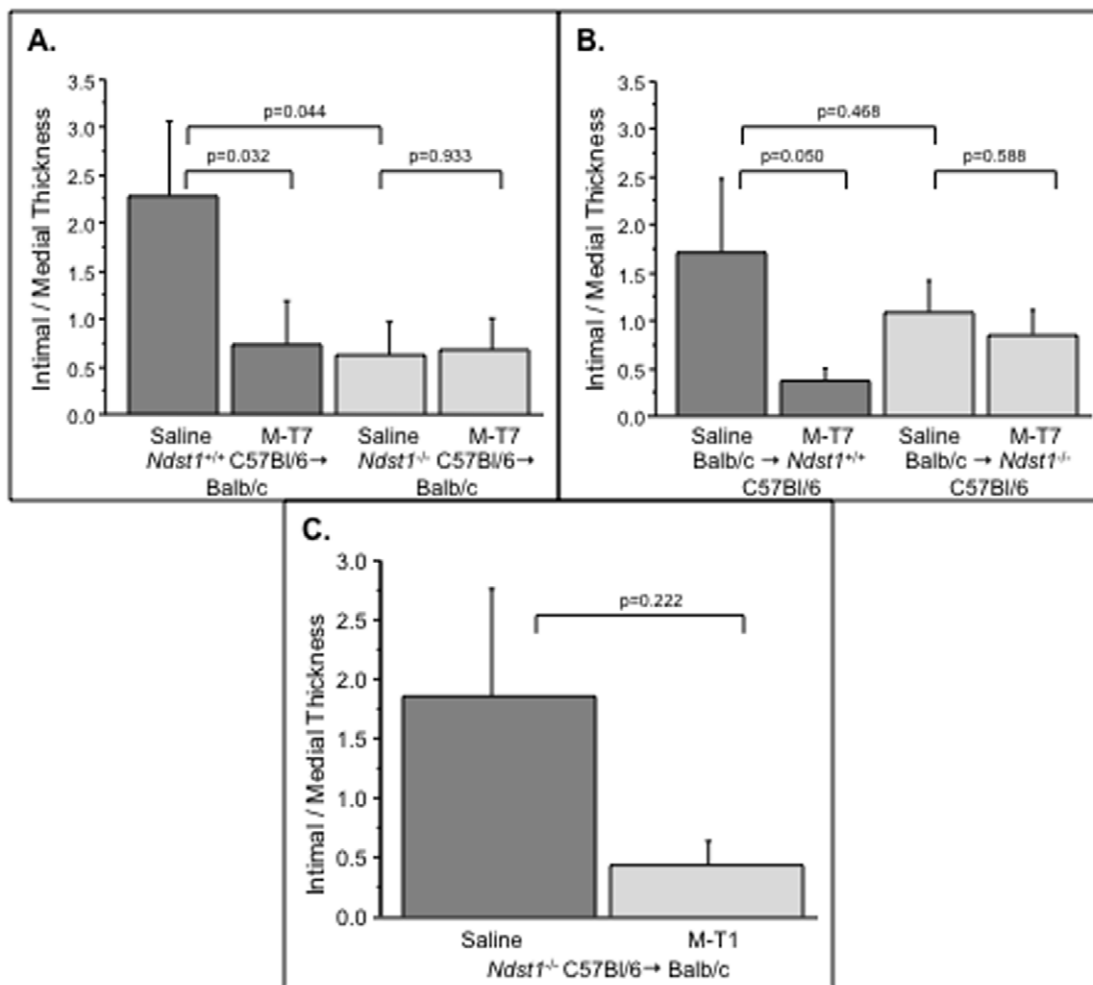 A.
Intimal / Medial Thickness
3.5
3.0
2.5
2.0
1.5
1.0
0.5
0.0
p=0.044
p=0.032 p=0.933
Saline M-T7 Saline M-T7
Ndst1+/+ C57Bl/6→ Ndst1-/- C57Bl/6→
Balb/c Balb/c
B.
Intimal / Medial Thickness
3.5
3.0
2.5
2.0
1.5
1.0
0.5
0.0
p=0.468
p=0.050 p=0.588
Saline M-T7 Saline M-T7
Balb/c → Ndst1+/+ Balb/c → Ndst1-/-
C57Bl/6 C57Bl/6
C.
Intimal / Medial Thickness
3.0
2.5
2.0
1.5
1.0
0.5
0.0
p=0.222
Saline M-T1
Ndst1-/- C57Bl/6→ Balb/c